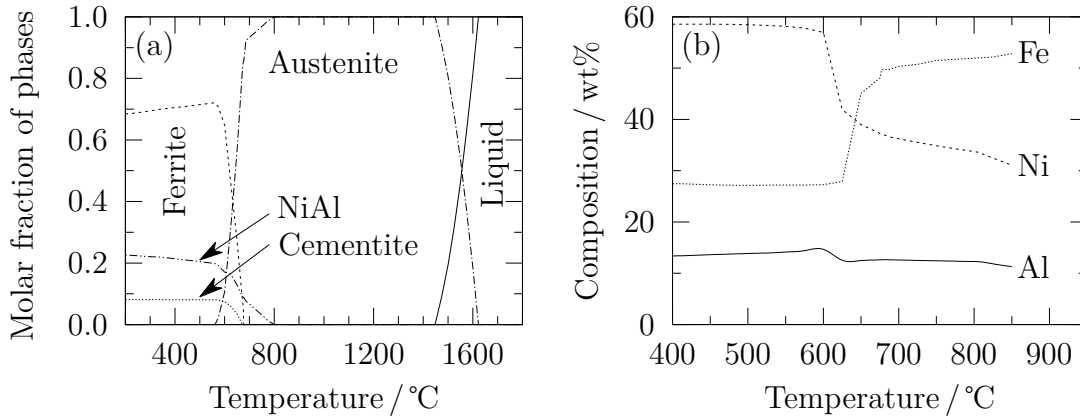 (a)
Molar fraction of phases
1.0
0.8
0.6
0.4
0.2
0.0
Austenite
Ferrite
Liquid
NiAl
Cementite
400
800
1200
1600
Temperature / °C
(b)
Composition / wt%
60
40
20
0
Fe
Ni
Al
400
500
600
700
800
900
Temperature / °C